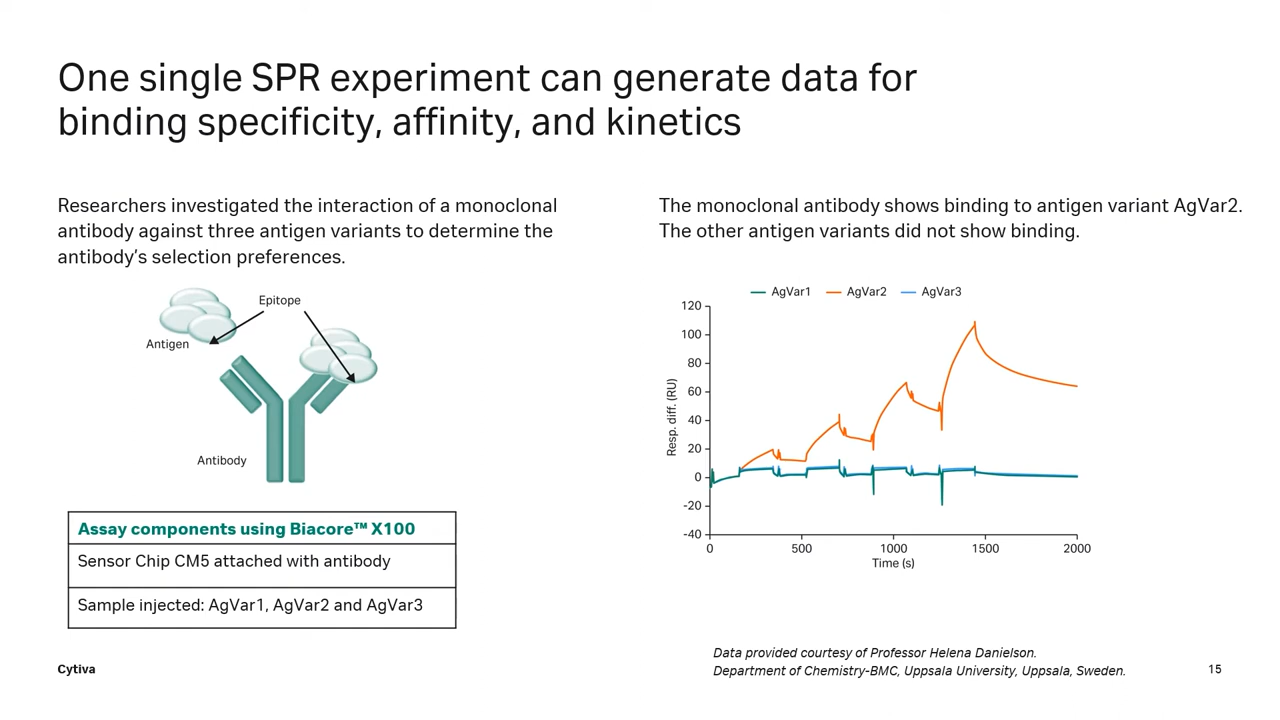 One single SPR experiment can generate data for
binding specificity, affinity, and kinetics
Researchers investigated the interaction of a monoclonal
antibody against three antigen variants to determine the
antibody's selection preferences.
Epitope
Antigen
Antibody
Assay components using Biacore™ X100
Sensor Chip CM5 attached with antibody
Sample injected: AgVar1, AgVar2 and AgVar3
The monoclonal antibody shows binding to antigen variant AgVar2.
The other antigen variants did not show binding.
AgVar1 AgVar2 AgVar3
120
100
80
60
40
20
0
-20
-40
Resp. diff. (RU)
0 500 1000 1500 2000
Time (s)
Data provided courtesy of Professor Helena Danielson.
Department of Chemistry-BMC, Uppsala University, Uppsala, Sweden.
Cytiva
15